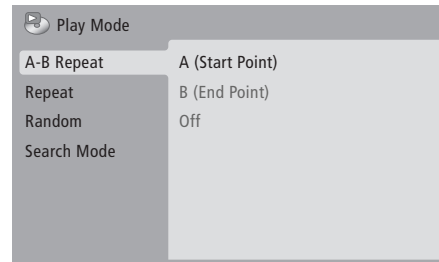 Play Mode
A-B Repeat
Repeat
Random
Search Mode
A (Start Point)
B (End Point)
Off